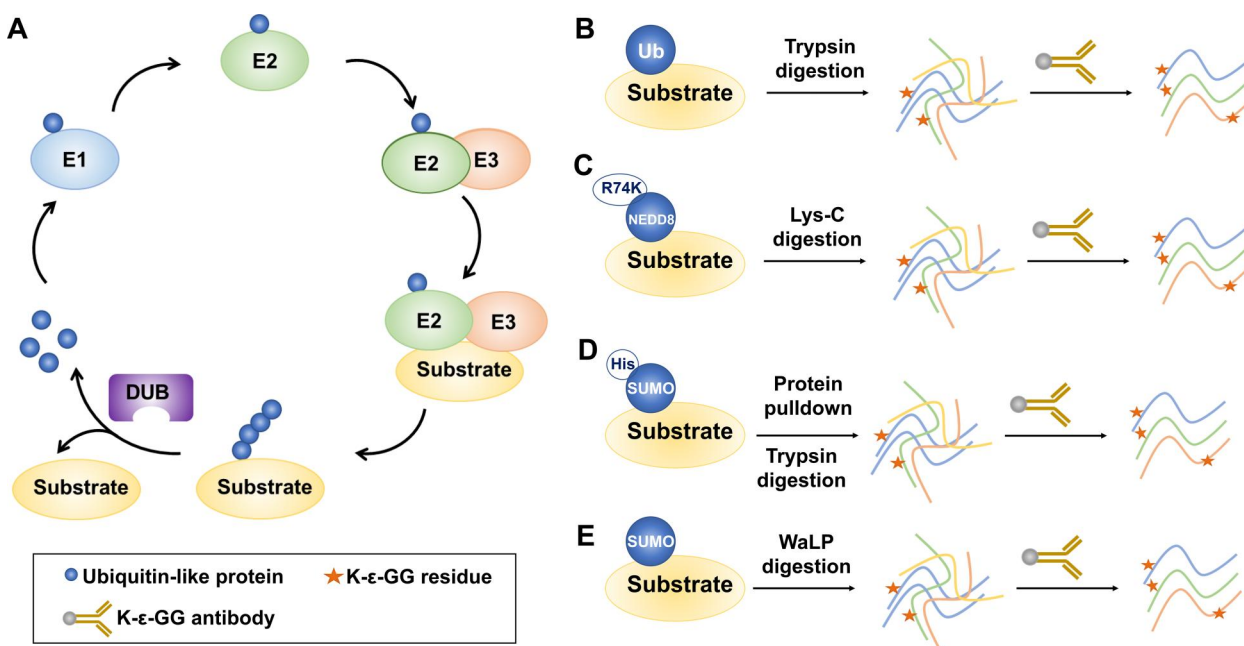 A
E2
E1
E2
E3
E2
E3
Substrate
DUB
Substrate
Substrate
Ubiquitin-like protein
K-ε-GG residue
K-ε-GG antibody
B
Ub
Substrate
Trypsin
digestion
C
R74K
NEDD8
Substrate
Lys-C
digestion
D
His
SUMO
Substrate
Protein
pulldown
Trypsin
digestion
E
SUMO
Substrate
WaLP
digestion